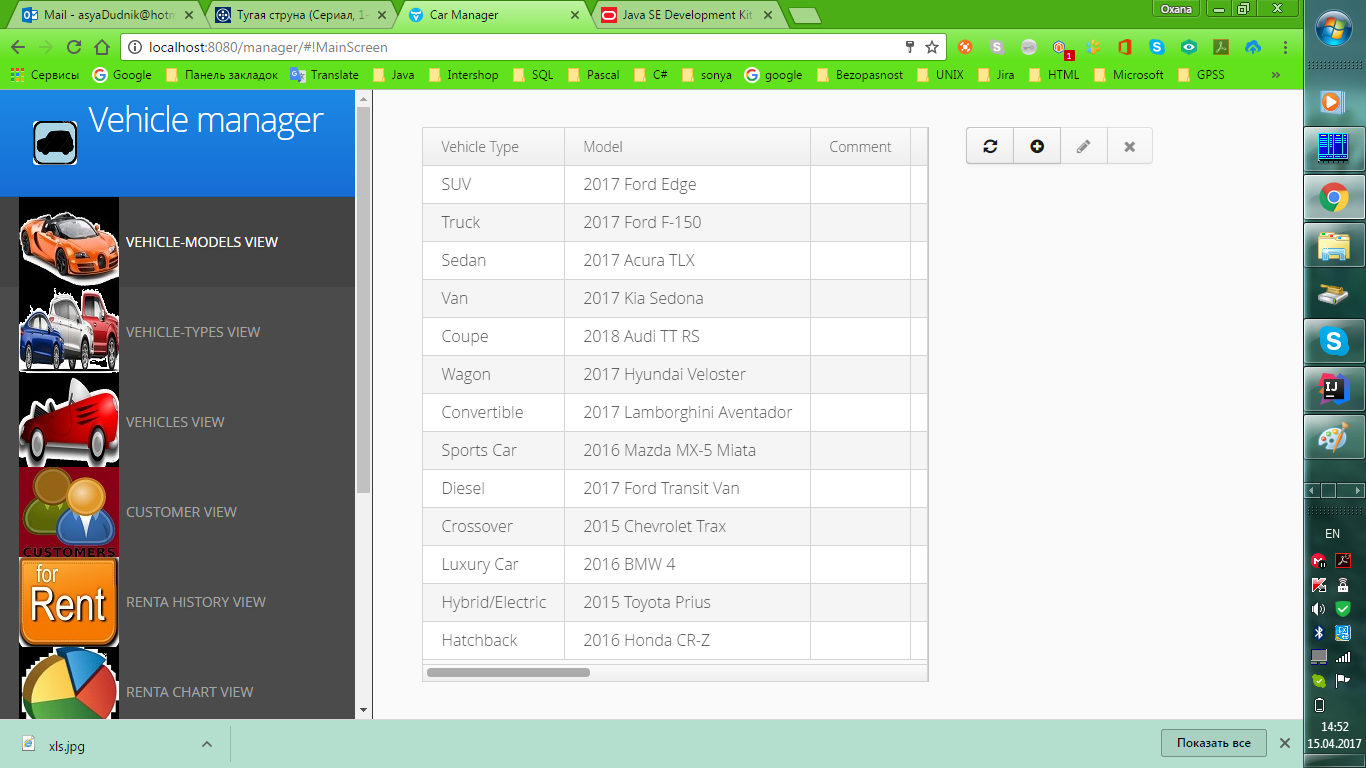 Mail - asyaDudnik@hotm
Тугая струна (Сериал, 1-
Car Manager
Java SE Development Kit
Oxana
localhost:8080/manager/#!MainScreen
1
Сервисы
Google
Панель закладок
Translate
Java
Intershop
SQL
Pascal
C#
sonya
google
Bezopasnost
UNIX
Jira
HTML
Microsoft
GPSS
»
Vehicle manager
VEHICLE-MODELS VIEW
VEHICLE-TYPES VIEW
VEHICLES VIEW
CUSTOMERS
CUSTOMER VIEW
for
Rent
RENTA HISTORY VIEW
RENTA CHART VIEW
Vehicle Type Model Comment
SUV 2017 Ford Edge
Truck 2017 Ford F-150
Sedan 2017 Acura TLX
Van 2017 Kia Sedona
Coupe 2018 Audi TT RS
Wagon 2017 Hyundai Veloster
Convertible 2017 Lamborghini Aventador
Sports Car 2016 Mazda MX-5 Miata
Diesel 2017 Ford Transit Van
Crossover 2015 Chevrolet Trax
Luxury Car 2016 BMW 4
Hybrid/Electric 2015 Toyota Prius
Hatchback 2016 Honda CR-Z
xls.jpg
Показать все
EN
14:52
15.04.2017